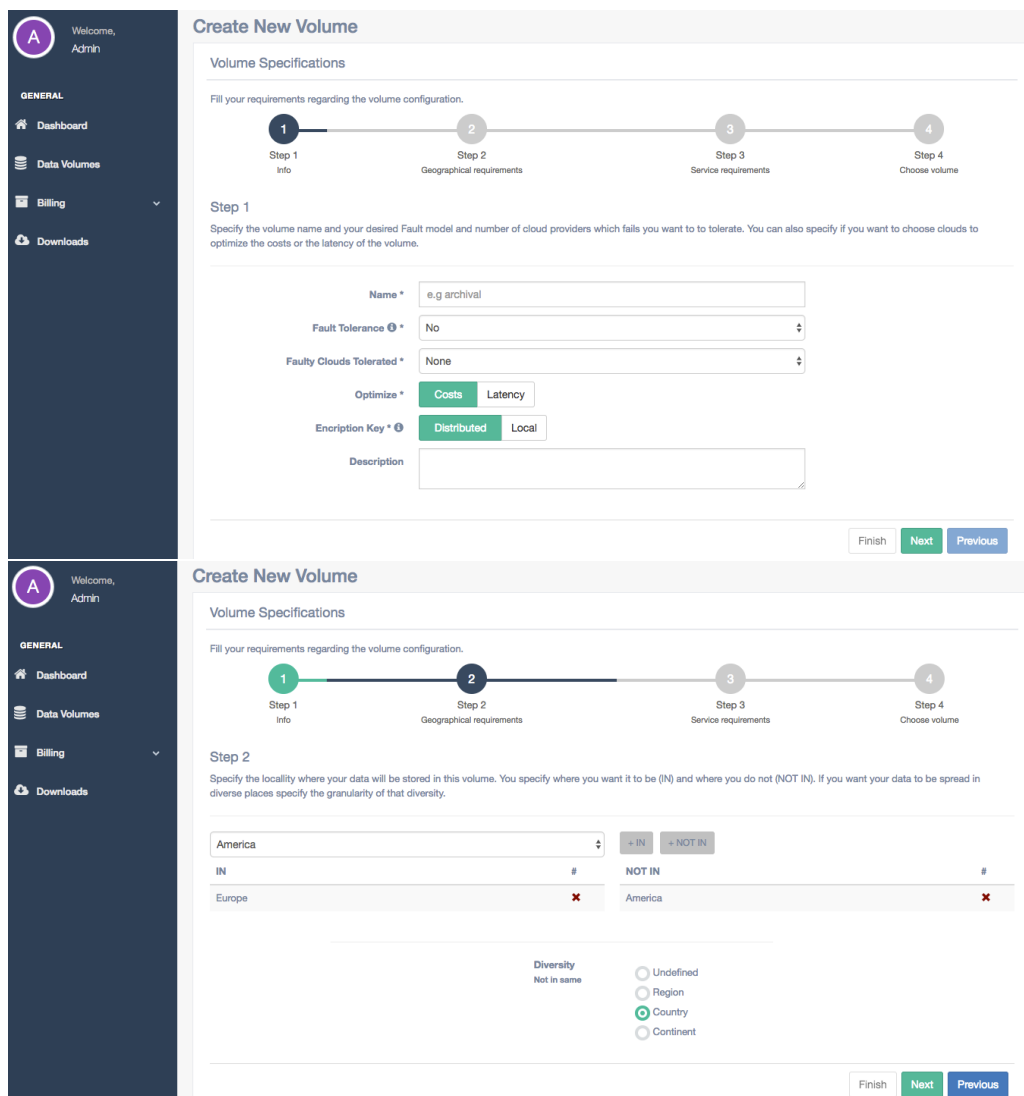 A
Welcome,
Admin
GENERAL
Dashboard
Data Volumes
Billing
Downloads
Create New Volume
Volume Specifications
Fill your requirements regarding the volume configuration.
1
2
3
4
Step 1
Step 2
Step 3
Step 4
Info
Geographical requirements
Service requirements
Choose volume
Step 1
Specify the volume name and your desired Fault model and number of cloud providers which fails you want to to tolerate. You can also specify if you want to choose clouds to
optimize the costs or the latency of the volume.
Name *
e.g archival
Fault Tolerance *
No
Faulty Clouds Tolerated *
None
Optimize *
Costs
Latency
Encription Key *
Distributed
Local
Description
Finish
Next
Previous
A
Welcome,
Admin
GENERAL
Dashboard
Data Volumes
Billing
Downloads
Create New Volume
Volume Specifications
Fill your requirements regarding the volume configuration.
1
2
3
4
Step 1
Step 2
Step 3
Step 4
Info
Geographical requirements
Service requirements
Choose volume
Step 2
Specify the locallity where your data will be stored in this volume. You specify where you want it to be (IN) and where you do not (NOT IN). If you want your data to be spread in
diverse places specify the granularity of that diversity.
America
+ IN
+ NOT IN
IN #
NOT IN #
Europe
America
Diversity
Not in same
Undefined
Region
Country
Continent
Finish
Next
Previous